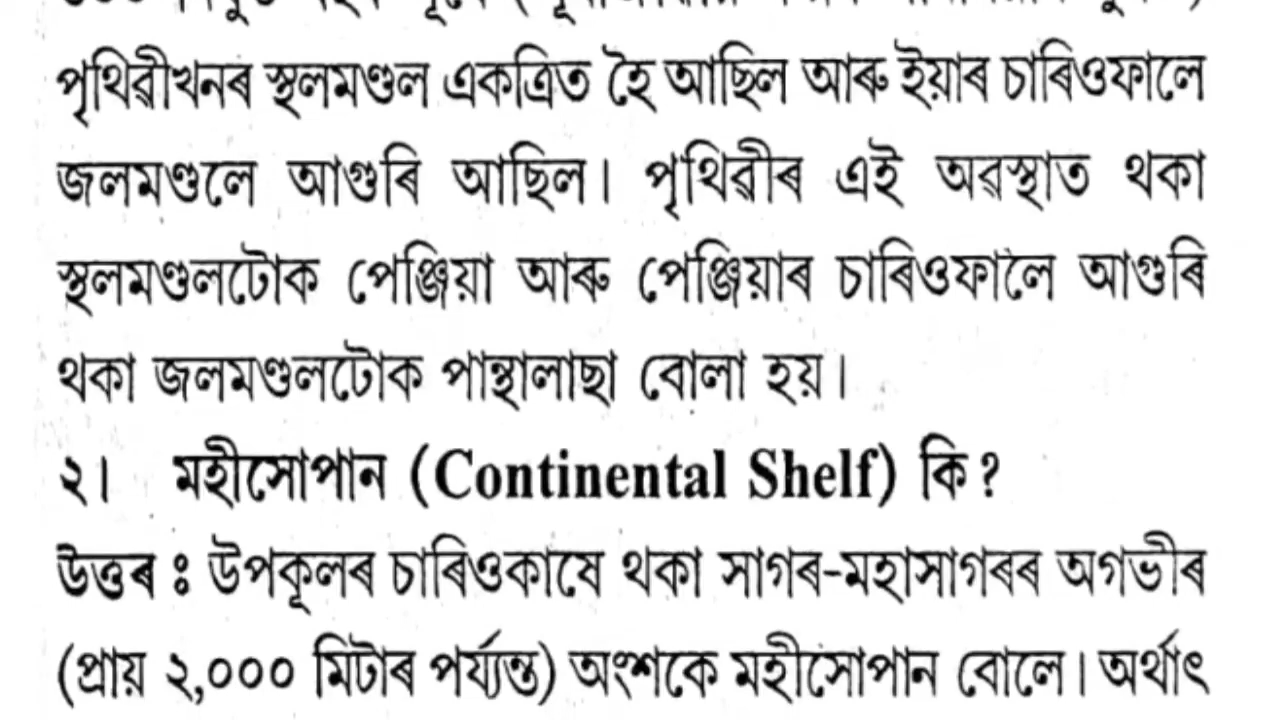 পৃথিৱীখনৰ স্থলমণ্ডল একত্ৰিত হৈ আছিল আৰু ইয়াৰ চাৰিওফালে
জলমণ্ডলে আগুৰি আছিল। পৃথিৱীৰ এই অৱস্থাত থকা
স্থলমণ্ডলটোক পেঞ্জিয়া আৰু পেঞ্জিয়াৰ চাৰিওফালে আগুৰি
থকা জলমণ্ডলটোক পান্থালাছা বোলা হয়।
২। মহীসোপান (Continental Shelf) কি?
উত্তৰ ঃ উপকূলৰ চাৰিওকাষে থকা সাগৰ-মহাসাগৰৰ অগভীৰ
(প্ৰায় ২,০০০ মিটাৰ পৰ্য্যন্ত) অংশকে মহীসোপান বোলে। অৰ্থাৎ